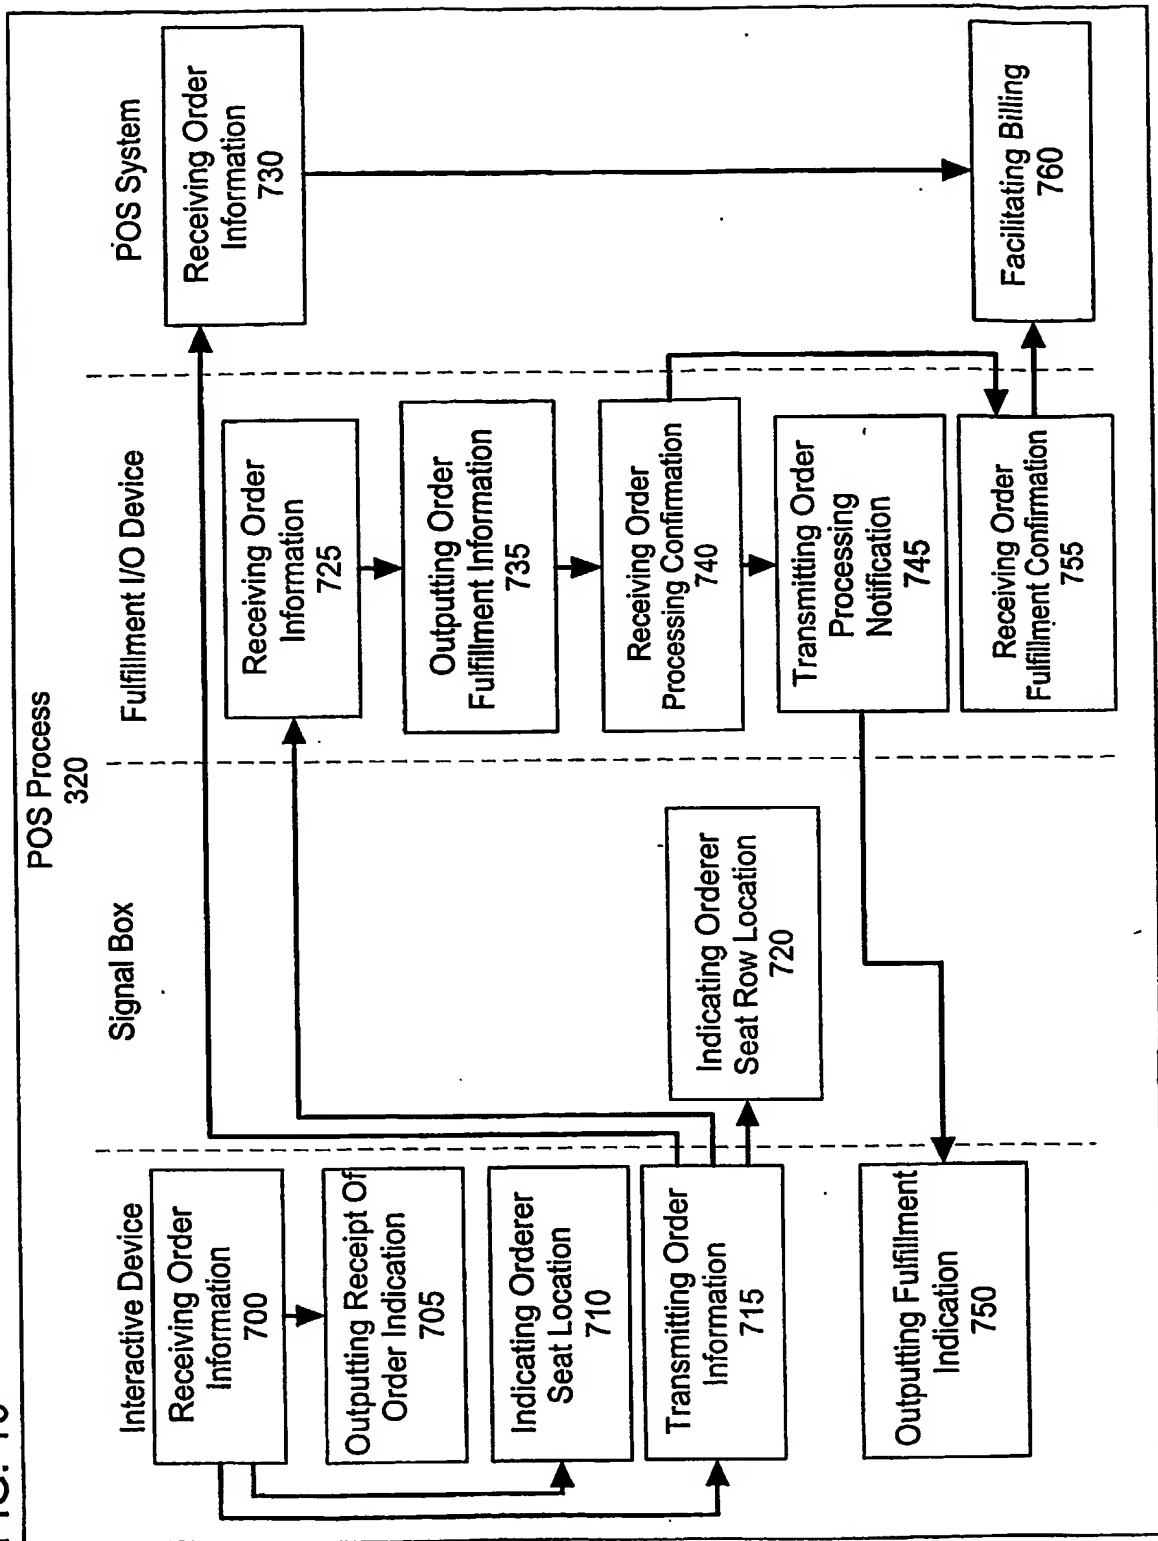 POS Process
320
Interactive Device
Signal Box
Fulfillment I/O Device
POS System
Receiving Order
Information
700
Outputting Receipt Of
Order Indication
705
Indicating Orderer
Seat Location
710
Transmitting Order
Information
715
Outputting Fulfillment
Indication
750
Indicating Orderer
Seat Row Location
720
Receiving Order
Information
725
Outputting Order
Fulfillment Information
735
Receiving Order
Processing Confirmation
740
Transmitting Order
Processing
Notification
745
Receiving Order
Fulfillment Confirmation
755
Receiving Order
Information
730
Facilitating Billing
760